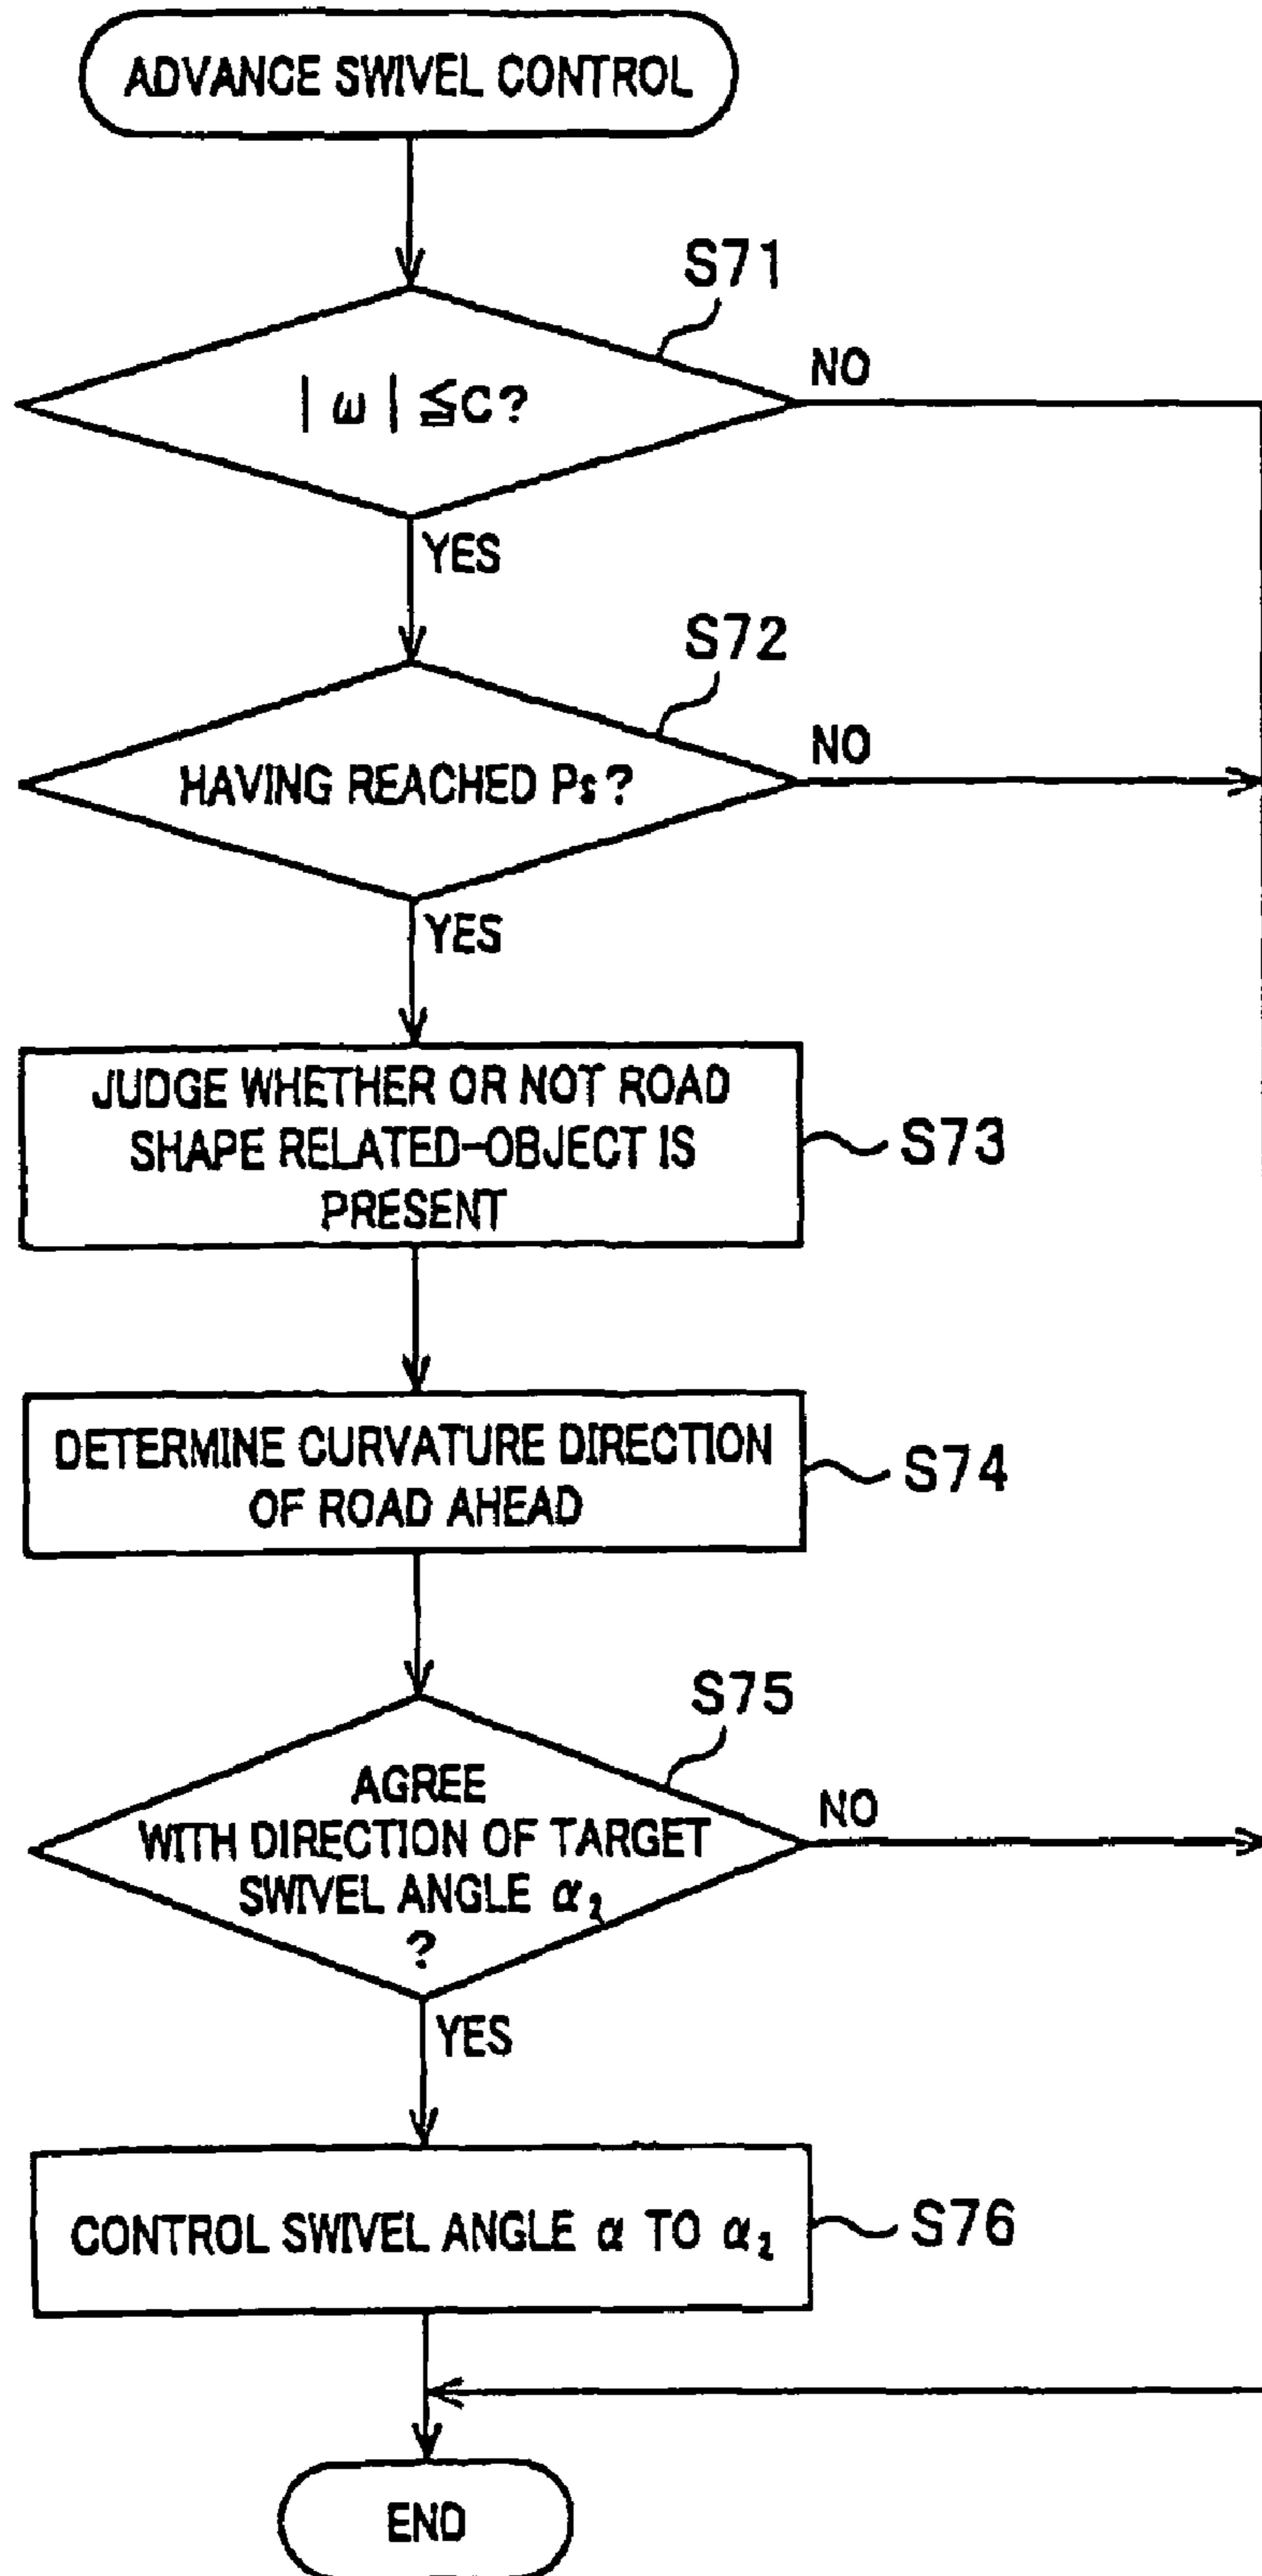 ADVANCE SWIVEL CONTROL
S71
| ω | ≦C?
NO
YES
S72
HAVING REACHED Ps?
NO
YES
JUDGE WHETHER OR NOT ROAD
SHAPE RELATED-OBJECT IS
PRESENT
S73
DETERMINE CURVATURE DIRECTION
OF ROAD AHEAD
S74
S75
AGREE
WITH DIRECTION OF TARGET
SWIVEL ANGLE α₂
?
NO
YES
CONTROL SWIVEL ANGLE α TO α₂
S76
END